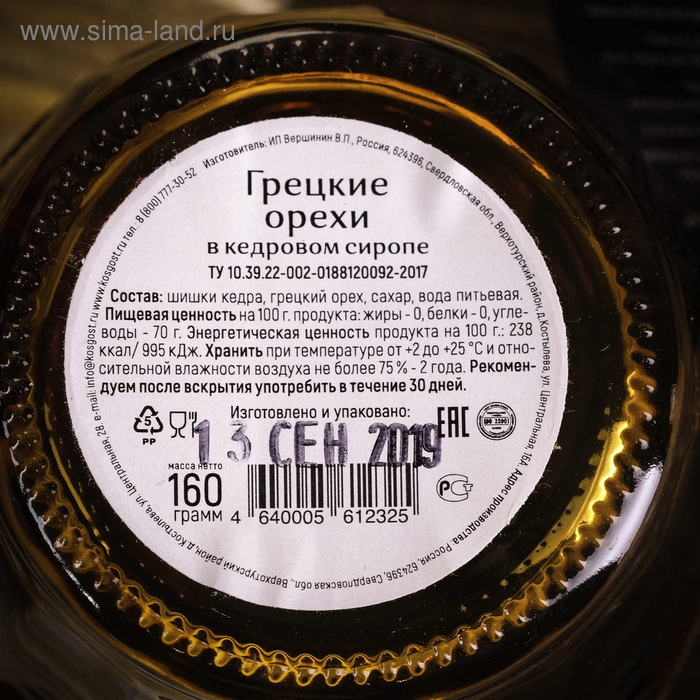 www.sima-land.ru
Изготовитель: ИП Вершинин В.П., Россия, 624396, Свердловская обл., Верхотурский район, д. Костылева, ул. Центральная, 16А. Адрес производства: Россия, 624396, Свердловская обл., Верхотурский район, д. Костылева, ул. Центральная, 28. e-mail: info@kosgost.ru www.kosgost.ru тел. 8 (800) 777-30-52
Грецкие
орехи
в кедровом сиропе
ТУ 10.39.22-002-0188120092-2017
Состав: шишки кедра, грецкий орех, сахар, вода питьевая.
Пищевая ценность на 100 г. продукта: жиры - 0, белки - 0, угле-
воды - 70 г. Энергетическая ценность продукта на 100 г.: 238
ккал/ 995 кДж. Хранить при температуре от +2 до +25 °С и отно-
сительной влажности воздуха не более 75 % - 2 года. Рекомен-
дуем после вскрытия употребить в течение 30 дней.
Изготовлено и упаковано:
13 СЕН 2019
5
PP
EAC
масса нетто
160
грамм
РСТ
4 640005 612325